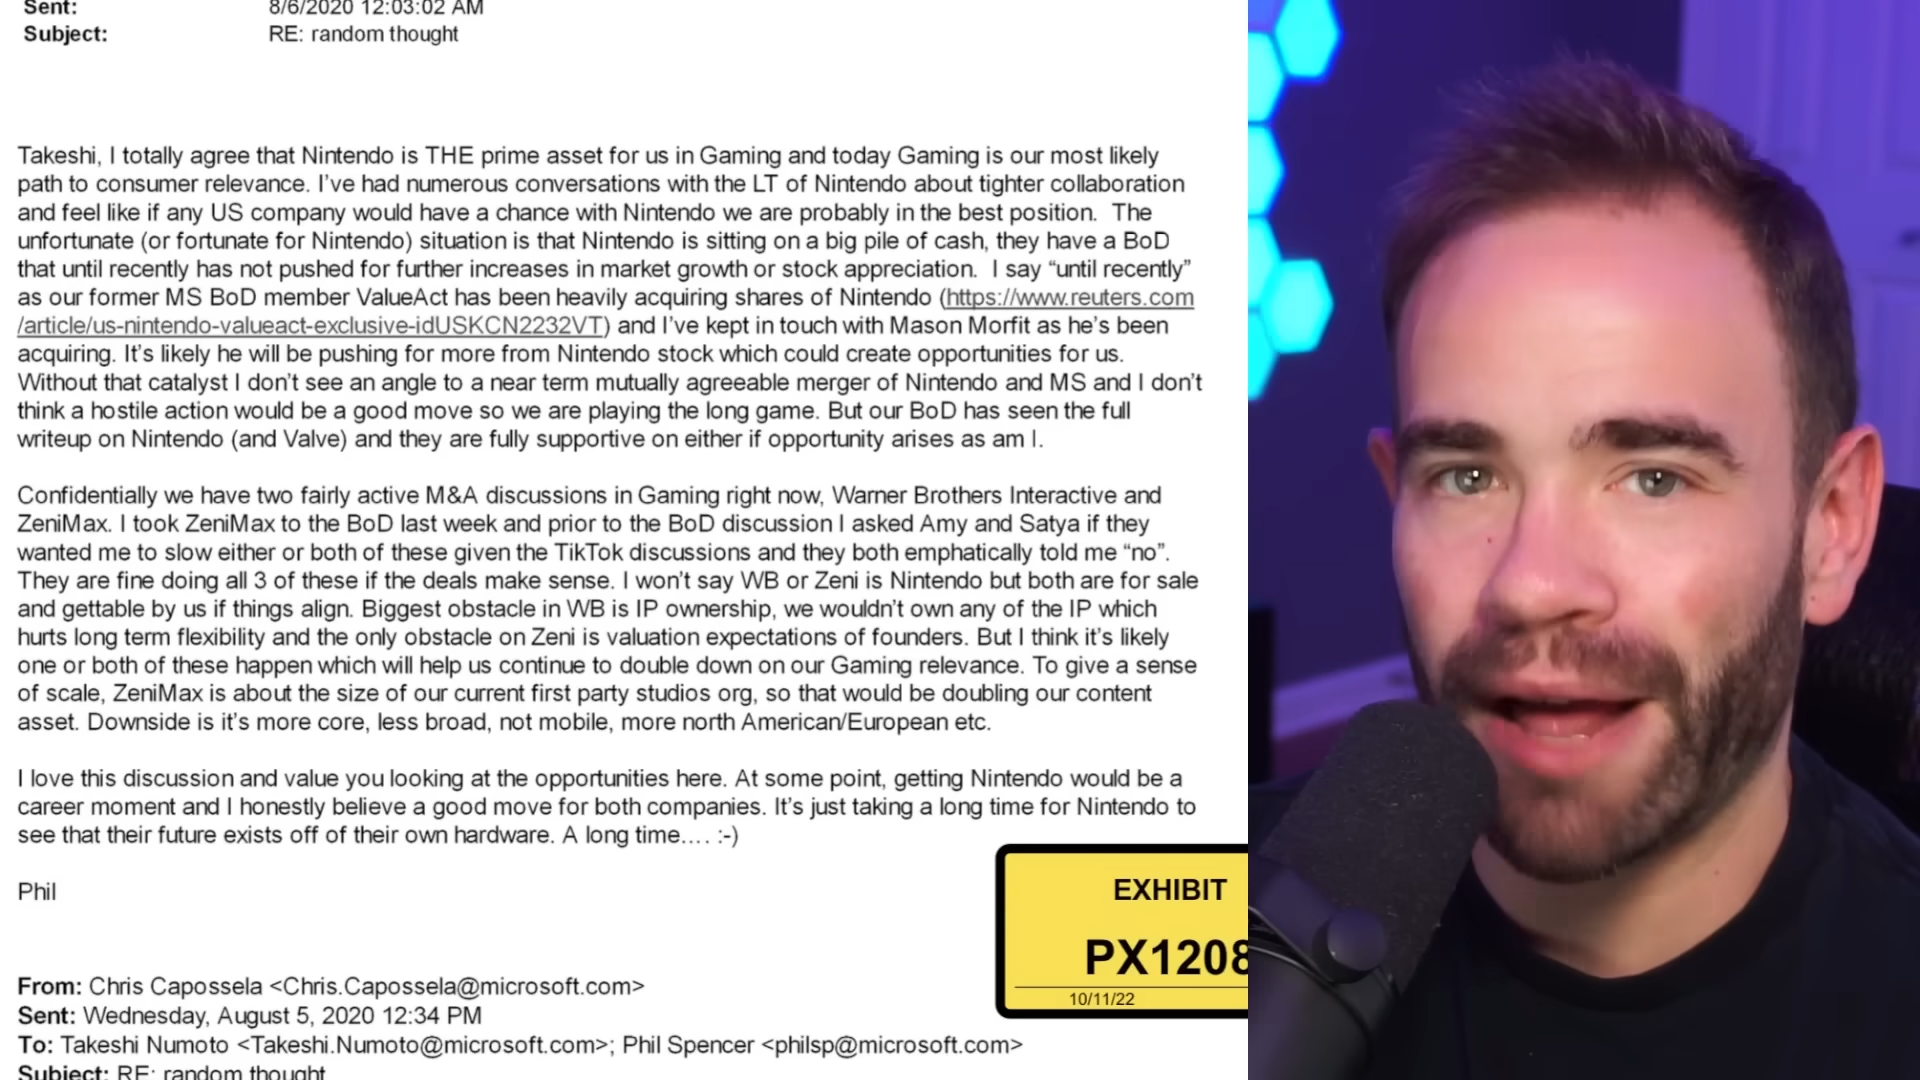 Sent: 8/6/2020 12:03:02 AM
Subject: RE: random thought
Takeshi, I totally agree that Nintendo is THE prime asset for us in Gaming and today Gaming is our most likely
path to consumer relevance. I've had numerous conversations with the LT of Nintendo about tighter collaboration
and feel like if any US company would have a chance with Nintendo we are probably in the best position. The
unfortunate (or fortunate for Nintendo) situation is that Nintendo is sitting on a big pile of cash, they have a BoD
that until recently has not pushed for further increases in market growth or stock appreciation. I say “until recently”
as our former MS BoD member ValueAct has been heavily acquiring shares of Nintendo (https://www.reuters.com
/article/us-nintendo-valueact-exclusive-idUSKCN2232VT) and I've kept in touch with Mason Morfit as he's been
acquiring. It's likely he will be pushing for more from Nintendo stock which could create opportunities for us.
Without that catalyst I don't see an angle to a near term mutually agreeable merger of Nintendo and MS and I don't
think a hostile action would be a good move so we are playing the long game. But our BoD has seen the full
writeup on Nintendo (and Valve) and they are fully supportive on either if opportunity arises as am I.
Confidentially we have two fairly active M&A discussions in Gaming right now, Warner Brothers Interactive and
ZeniMax. I took ZeniMax to the BoD last week and prior to the BoD discussion I asked Amy and Satya if they
wanted me to slow either or both of these given the TikTok discussions and they both emphatically told me “no”.
They are fine doing all 3 of these if the deals make sense. I won't say WB or Zeni is Nintendo but both are for sale
and gettable by us if things align. Biggest obstacle in WB is IP ownership, we wouldn't own any of the IP which
hurts long term flexibility and the only obstacle on Zeni is valuation expectations of founders. But I think it's likely
one or both of these happen which will help us continue to double down on our Gaming relevance. To give a sense
of scale, ZeniMax is about the size of our current first party studios org, so that would be doubling our content
asset. Downside is it's more core, less broad, not mobile, more north American/European etc.
I love this discussion and value you looking at the opportunities here. At some point, getting Nintendo would be a
career moment and I honestly believe a good move for both companies. It's just taking a long time for Nintendo to
see that their future exists off of their own hardware. A long time.... :-)
Phil
EXHIBIT
PX1208
10/11/22
From: Chris Capossela <Chris.Capossela@microsoft.com>
Sent: Wednesday, August 5, 2020 12:34 PM
To: Takeshi Numoto <Takeshi.Numoto@microsoft.com>; Phil Spencer <philsp@microsoft.com>
Subject: RE: random thought